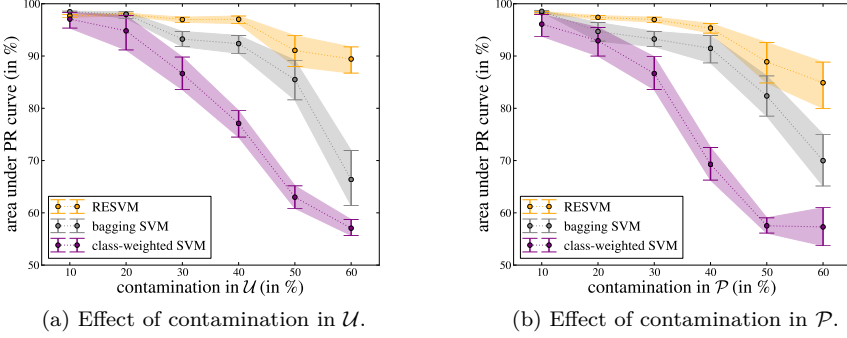 100
90
80
70
60
50
area under PR curve (in %)
RESVM
bagging SVM
class-weighted SVM
10 20 30 40 50 60
contamination in 𝒰 (in %)
(a) Effect of contamination in 𝒰.
100
90
80
70
60
50
area under PR curve (in %)
RESVM
bagging SVM
class-weighted SVM
10 20 30 40 50 60
contamination in 𝒫 (in %)
(b) Effect of contamination in 𝒫.